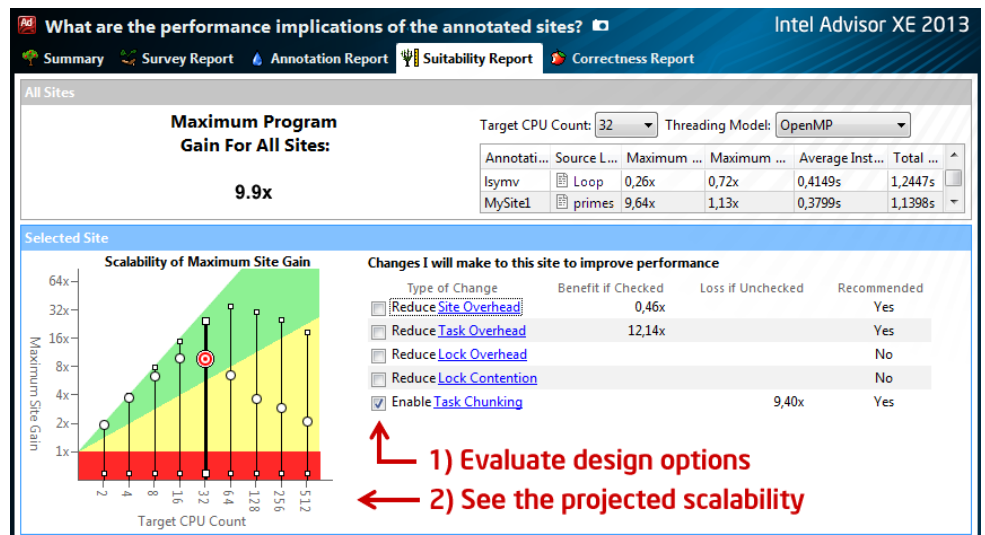 What are the performance implications of the annotated sites?
Intel Advisor XE 2013
Summary Survey Report Annotation Report Suitability Report Correctness Report
All Sites
Maximum Program
Gain For All Sites:
9.9x
Target CPU Count: 32 Threading Model: OpenMP
Annotati... Source L... Maximum ... Maximum ... Average Inst... Total ...
lsymv Loop 0,26x 0,72x 0,4149s 1,2447s
MySite1 primes 9,64x 1,13x 0,3799s 1,1398s
Selected Site
Scalability of Maximum Site Gain
64x
32x
16x
8x
4x
2x
1x
Maximum Site Gain
2 4 8 16 32 64 128 256 512
Target CPU Count
Changes I will make to this site to improve performance
Type of Change Benefit if Checked Loss if Unchecked Recommended
Reduce Site Overhead 0,46x Yes
Reduce Task Overhead 12,14x Yes
Reduce Lock Overhead No
Reduce Lock Contention No
Enable Task Chunking 9,40x Yes
1) Evaluate design options
2) See the projected scalability